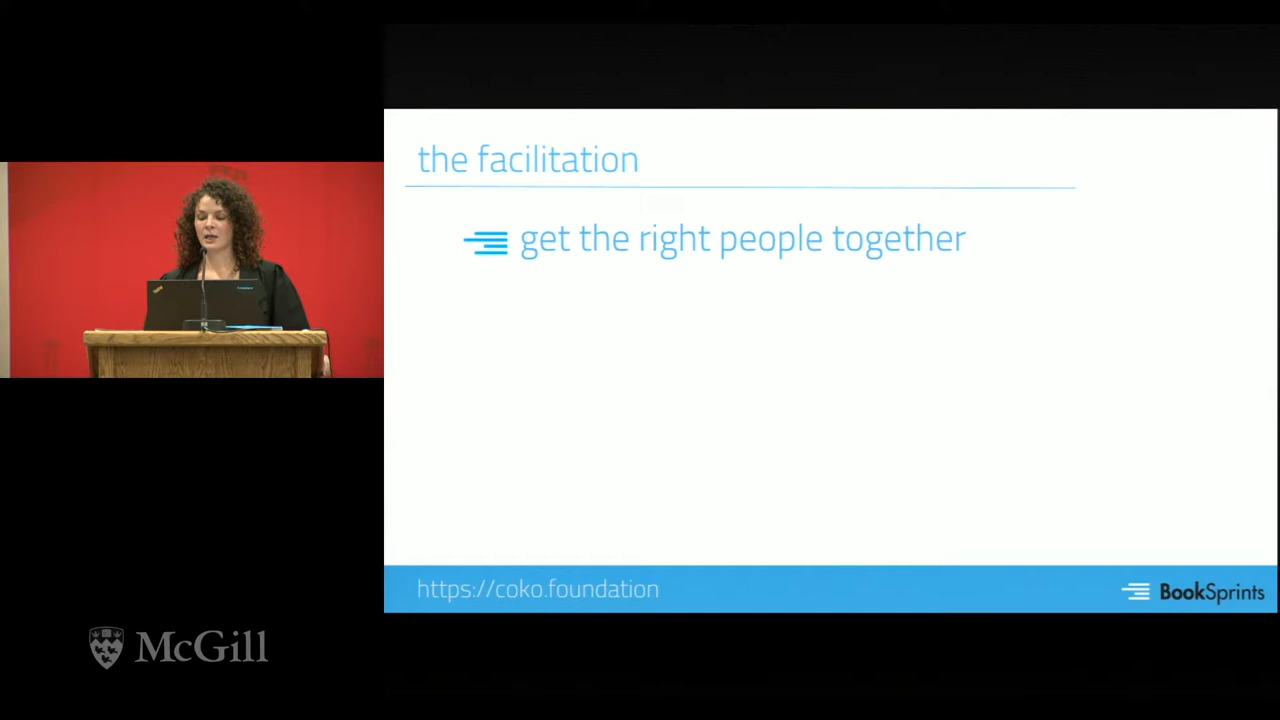 the facilitation
get the right people together
https://coko.foundation
BookSprints
McGill